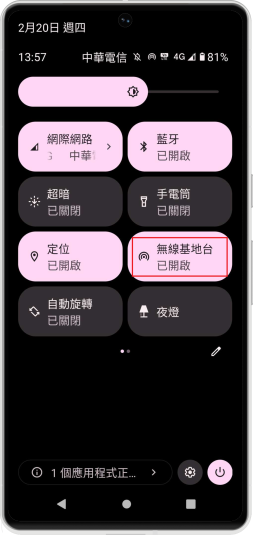 2月20日 週四
13:57
中華電信 4G 81%
網際網路
中華
藍牙
已開啟
超暗
已關閉
手電筒
已關閉
定位
已開啟
無線基地台
已開啟
自動旋轉
已關閉
夜燈
1 個應用程式正…